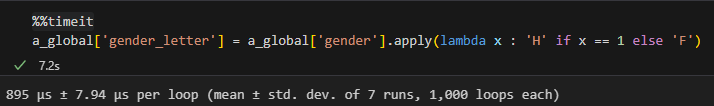 %%timeit
a_global['gender_letter'] = a_global['gender'].apply(lambda x : 'H' if x == 1 else 'F')
✓ 7.2s
895 µs ± 7.94 µs per loop (mean ± std. dev. of 7 runs, 1,000 loops each)